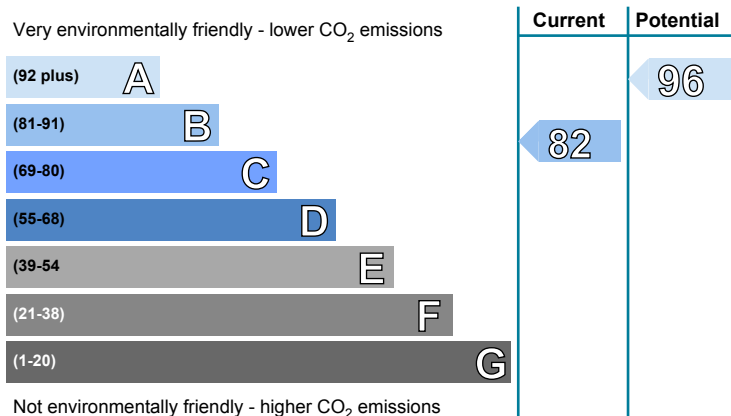 Very environmentally friendly - lower CO₂ emissions
Current Potential
(92 plus) A
96
(81-91) B
82
(69-80) C
(55-68) D
(39-54 E
(21-38) F
(1-20) G
Not environmentally friendly - higher CO₂ emissions